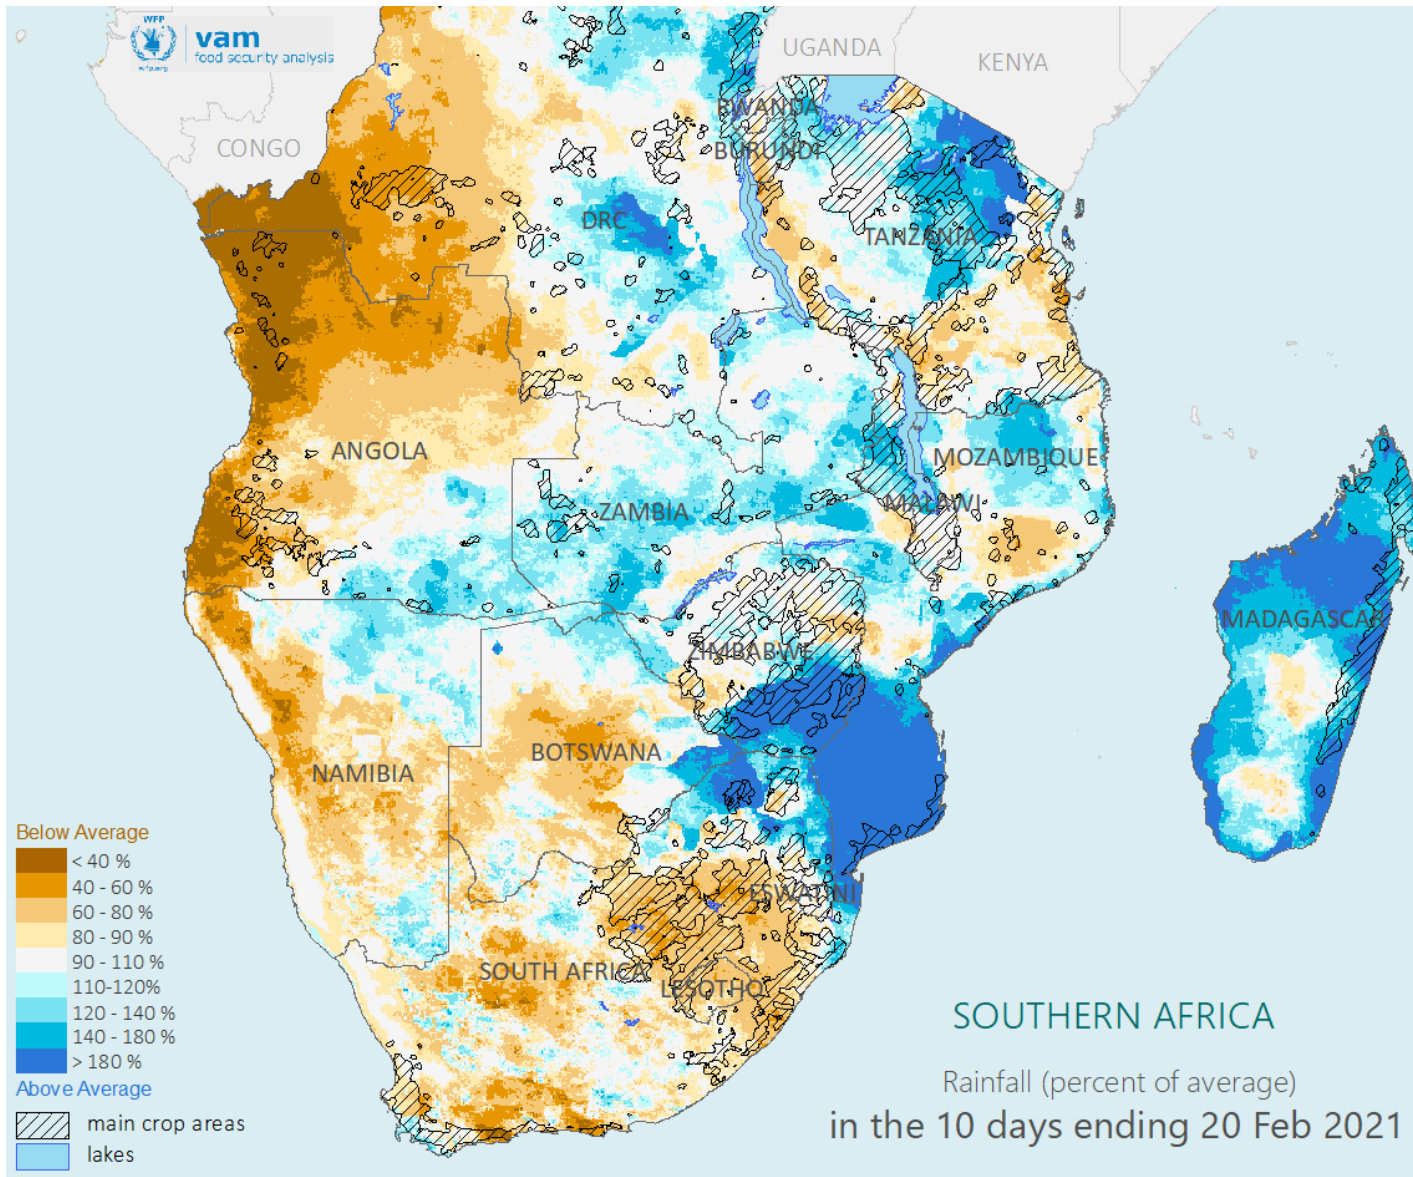 WFP
wfp.org
vam
food security analysis
UGANDA
KENYA
CONGO
RWANDA
BURUNDI
DRC
TANZANIA
ANGOLA
MOZAMBIQUE
ZAMBIA
MALAWI
MADAGASCAR
ZIMBABWE
BOTSWANA
NAMIBIA
ESWATINI
SOUTH AFRICA
LESOTHO
Below Average
< 40 %
40 - 60 %
60 - 80 %
80 - 90 %
90 - 110 %
110-120%
120 - 140 %
140 - 180 %
> 180 %
Above Average
main crop areas
lakes
SOUTHERN AFRICA
Rainfall (percent of average)
in the 10 days ending 20 Feb 2021